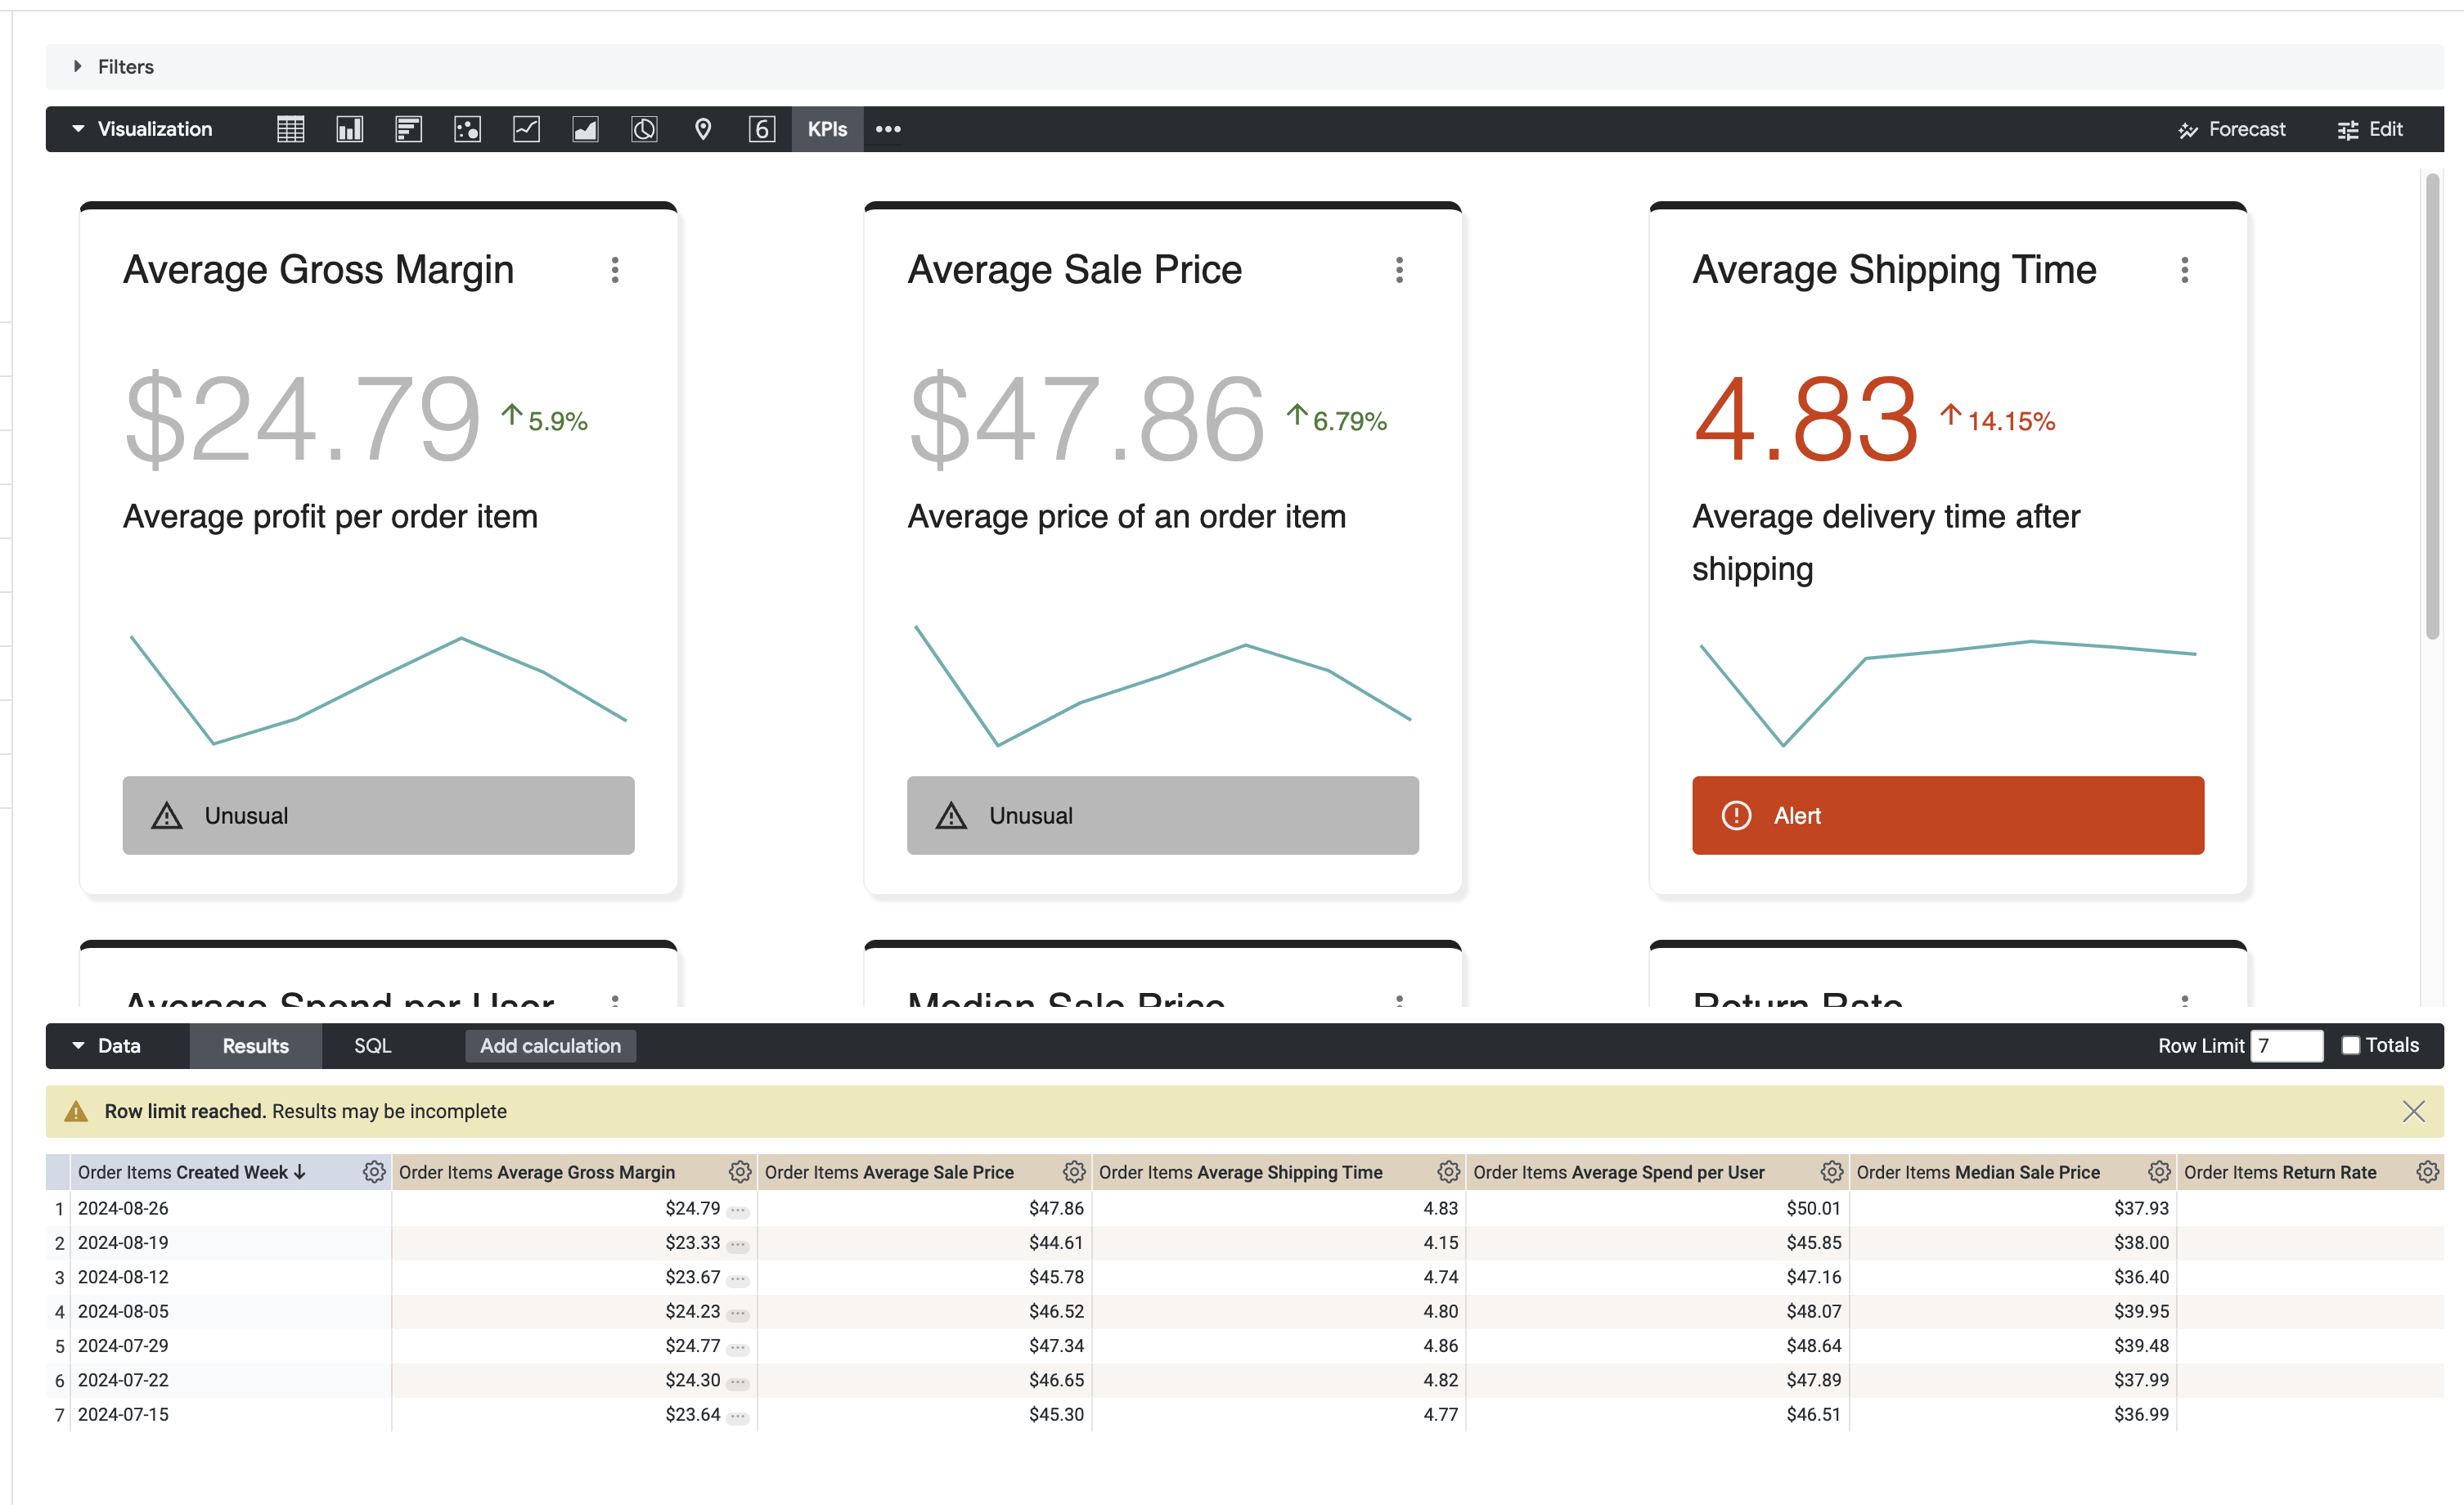 Filters
Visualization 6 KPIs Forecast Edit
Average Gross Margin
$24.79 ↑5.9%
Average profit per order item
Unusual
Average Sale Price
$47.86 ↑6.79%
Average price of an order item
Unusual
Average Shipping Time
4.83 ↑14.15%
Average delivery time after
shipping
Alert
Average Spend per User
Median Sale Price
Return Rate
Data Results SQL Add calculation Row Limit 7 Totals
Row limit reached. Results may be incomplete
Order Items Created Week ↓ Order Items Average Gross Margin Order Items Average Sale Price Order Items Average Shipping Time Order Items Average Spend per User Order Items Median Sale Price Order Items Return Rate
1 2024-08-26 $24.79 $47.86 4.83 $50.01 $37.93
2 2024-08-19 $23.33 $44.61 4.15 $45.85 $38.00
3 2024-08-12 $23.67 $45.78 4.74 $47.16 $36.40
4 2024-08-05 $24.23 $46.52 4.80 $48.07 $39.95
5 2024-07-29 $24.77 $47.34 4.86 $48.64 $39.48
6 2024-07-22 $24.30 $46.65 4.82 $47.89 $37.99
7 2024-07-15 $23.64 $45.30 4.77 $46.51 $36.99